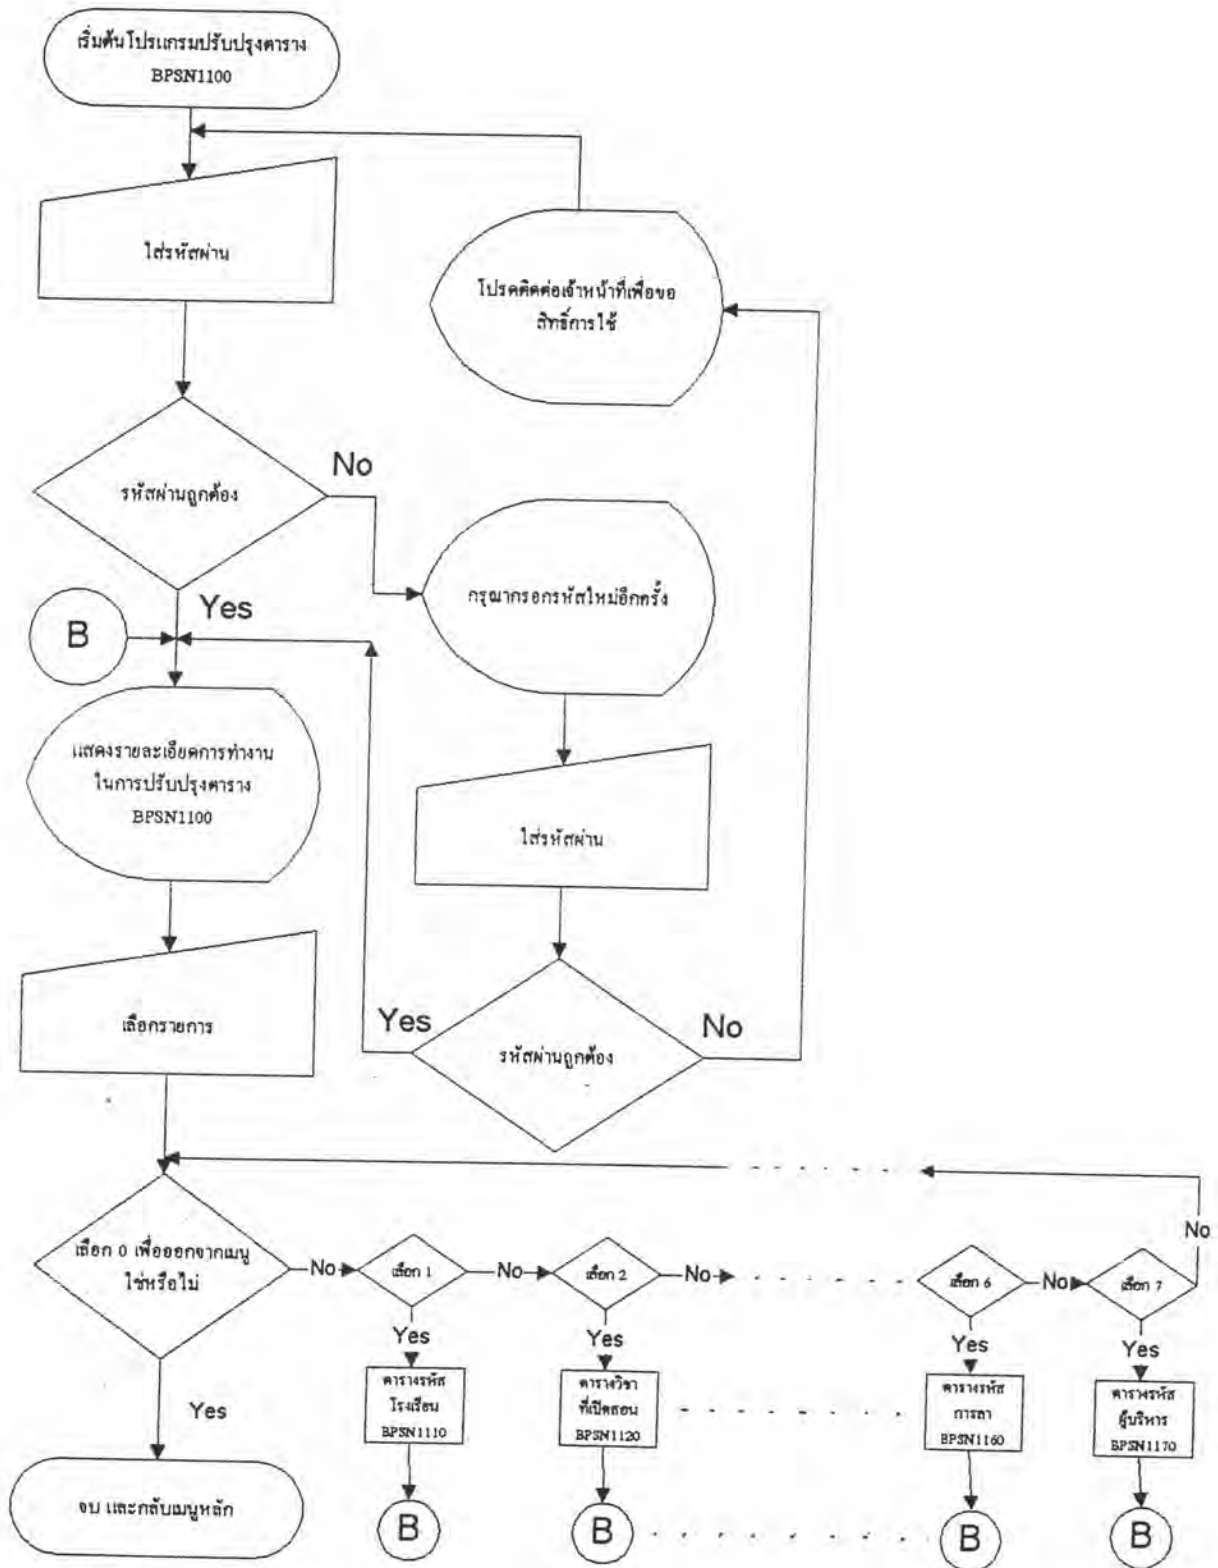 เริ่มต้นโปรแกรมปรับปรุงตาราง
BPSN1100
ใส่รหัสผ่าน
โปรดติดต่อเจ้าหน้าที่เพื่อขอ
สิทธิ์การใช้
รหัสผ่านถูกต้อง
No
กรุณากรอกรหัสใหม่อีกครั้ง
Yes
B
แสดงรายละเอียดการทำงาน
ในการปรับปรุงตาราง
BPSN1100
ใส่รหัสผ่าน
เลือกรายการ
Yes
No
รหัสผ่านถูกต้อง
เลือก 0 เพื่อออกจากเมนู
ใช่หรือไม่
No
เลือก 1
No
เลือก 2
No
เลือก 6
No
เลือก 7
No
Yes
Yes
Yes
Yes
Yes
ตารางรหัส
โรงเรียน
BPSN1110
ตารางวิชา
ที่เปิดสอน
BPSN1120
ตารางรหัส
การลา
BPSN1160
ตารางรหัส
ผู้บริหาร
BPSN1170
จบ และกลับเมนูหลัก
B
B
B
B